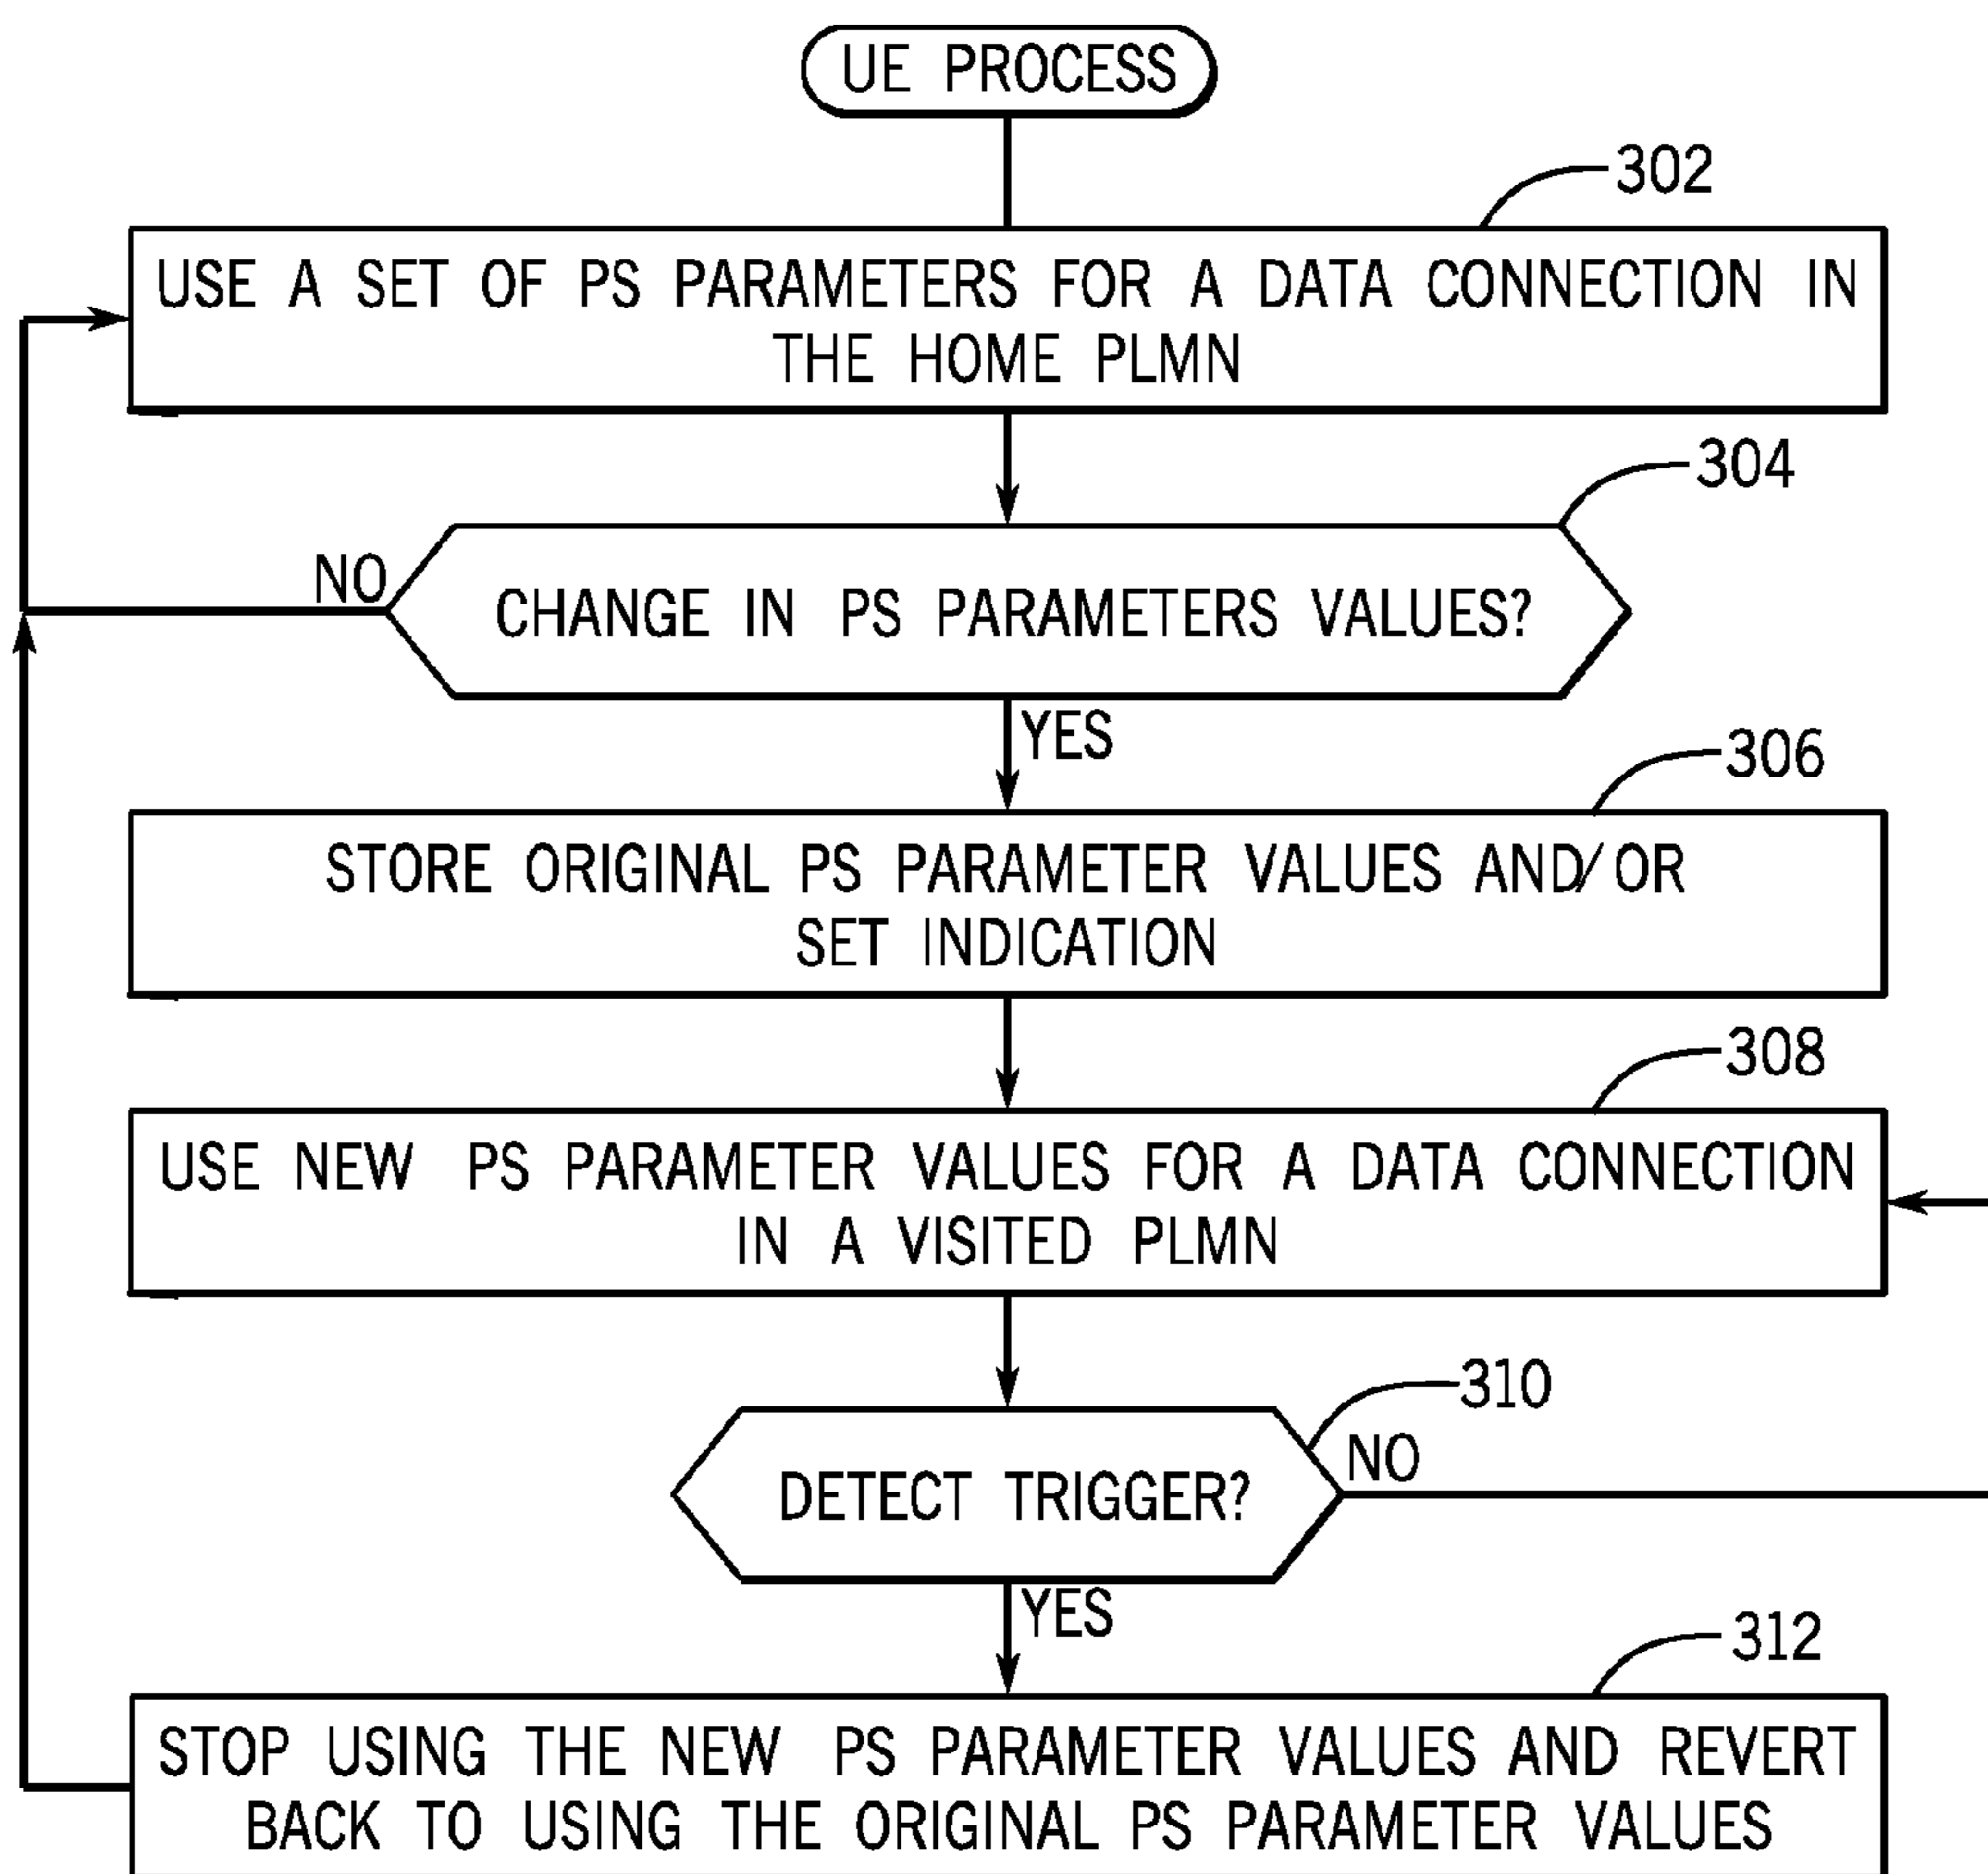 UE PROCESS
302
USE A SET OF PS PARAMETERS FOR A DATA CONNECTION IN
THE HOME PLMN
304
NO
CHANGE IN PS PARAMETERS VALUES?
YES
306
STORE ORIGINAL PS PARAMETER VALUES AND/OR
SET INDICATION
308
USE NEW PS PARAMETER VALUES FOR A DATA CONNECTION
IN A VISITED PLMN
310
NO
DETECT TRIGGER?
YES
312
STOP USING THE NEW PS PARAMETER VALUES AND REVERT
BACK TO USING THE ORIGINAL PS PARAMETER VALUES